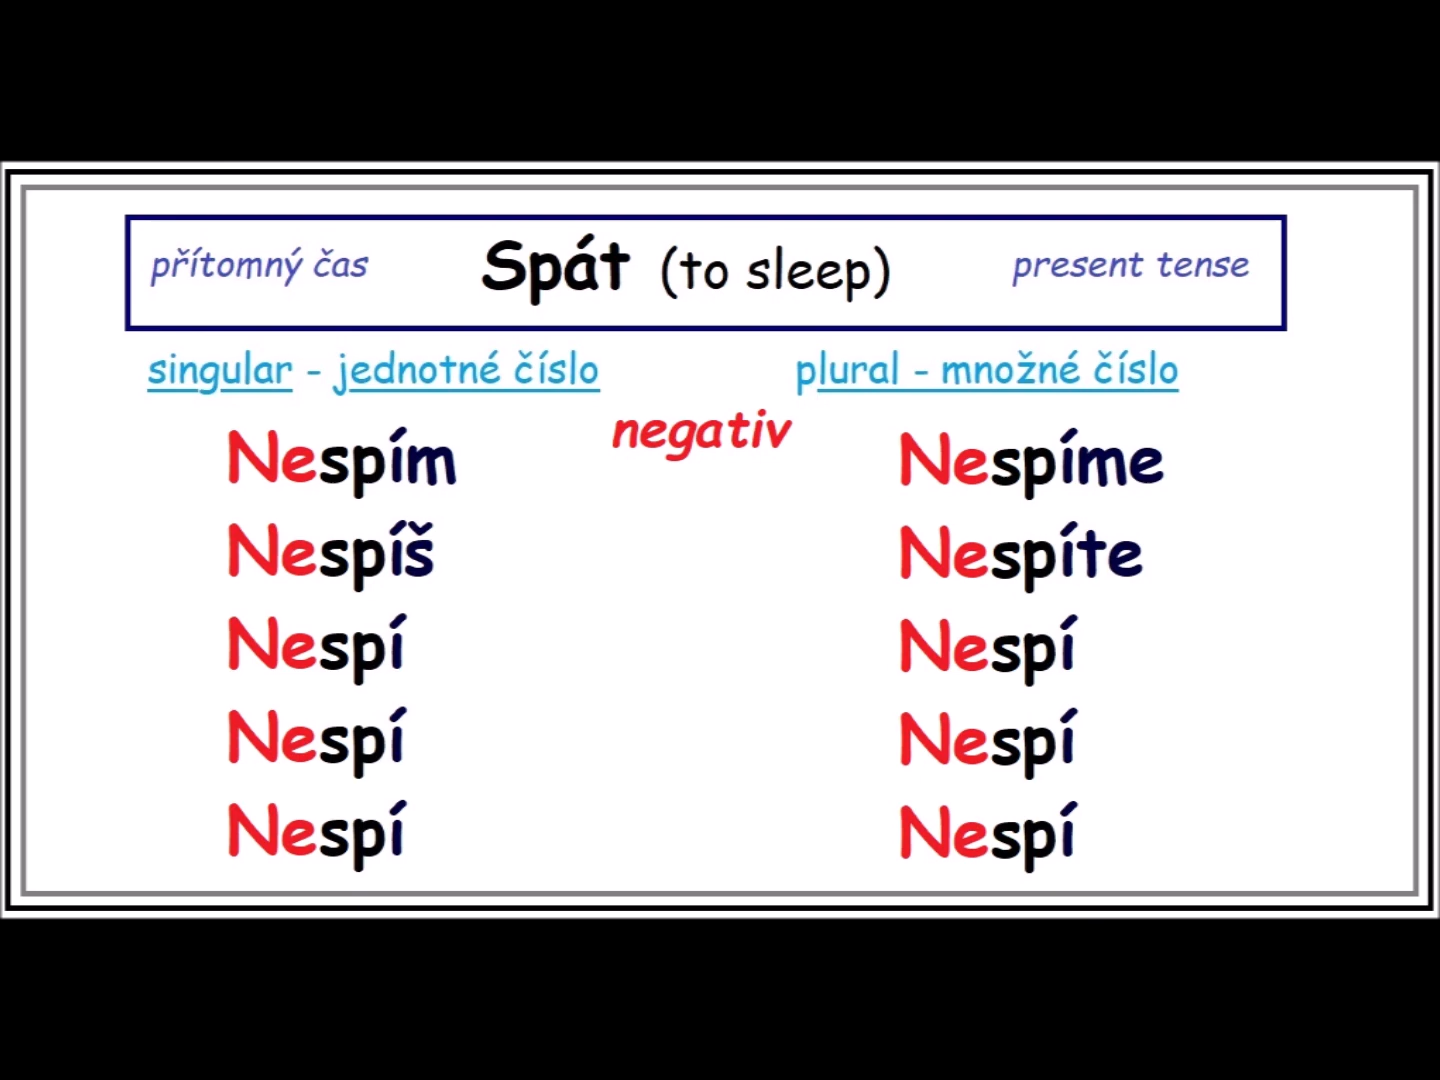 přítomný čas Spát (to sleep) present tense
singular - jednotné číslo plural - množné číslo
negativ
Nespím Nespíme
Nespíš Nespíte
Nespí Nespí
Nespí Nespí
Nespí Nespí